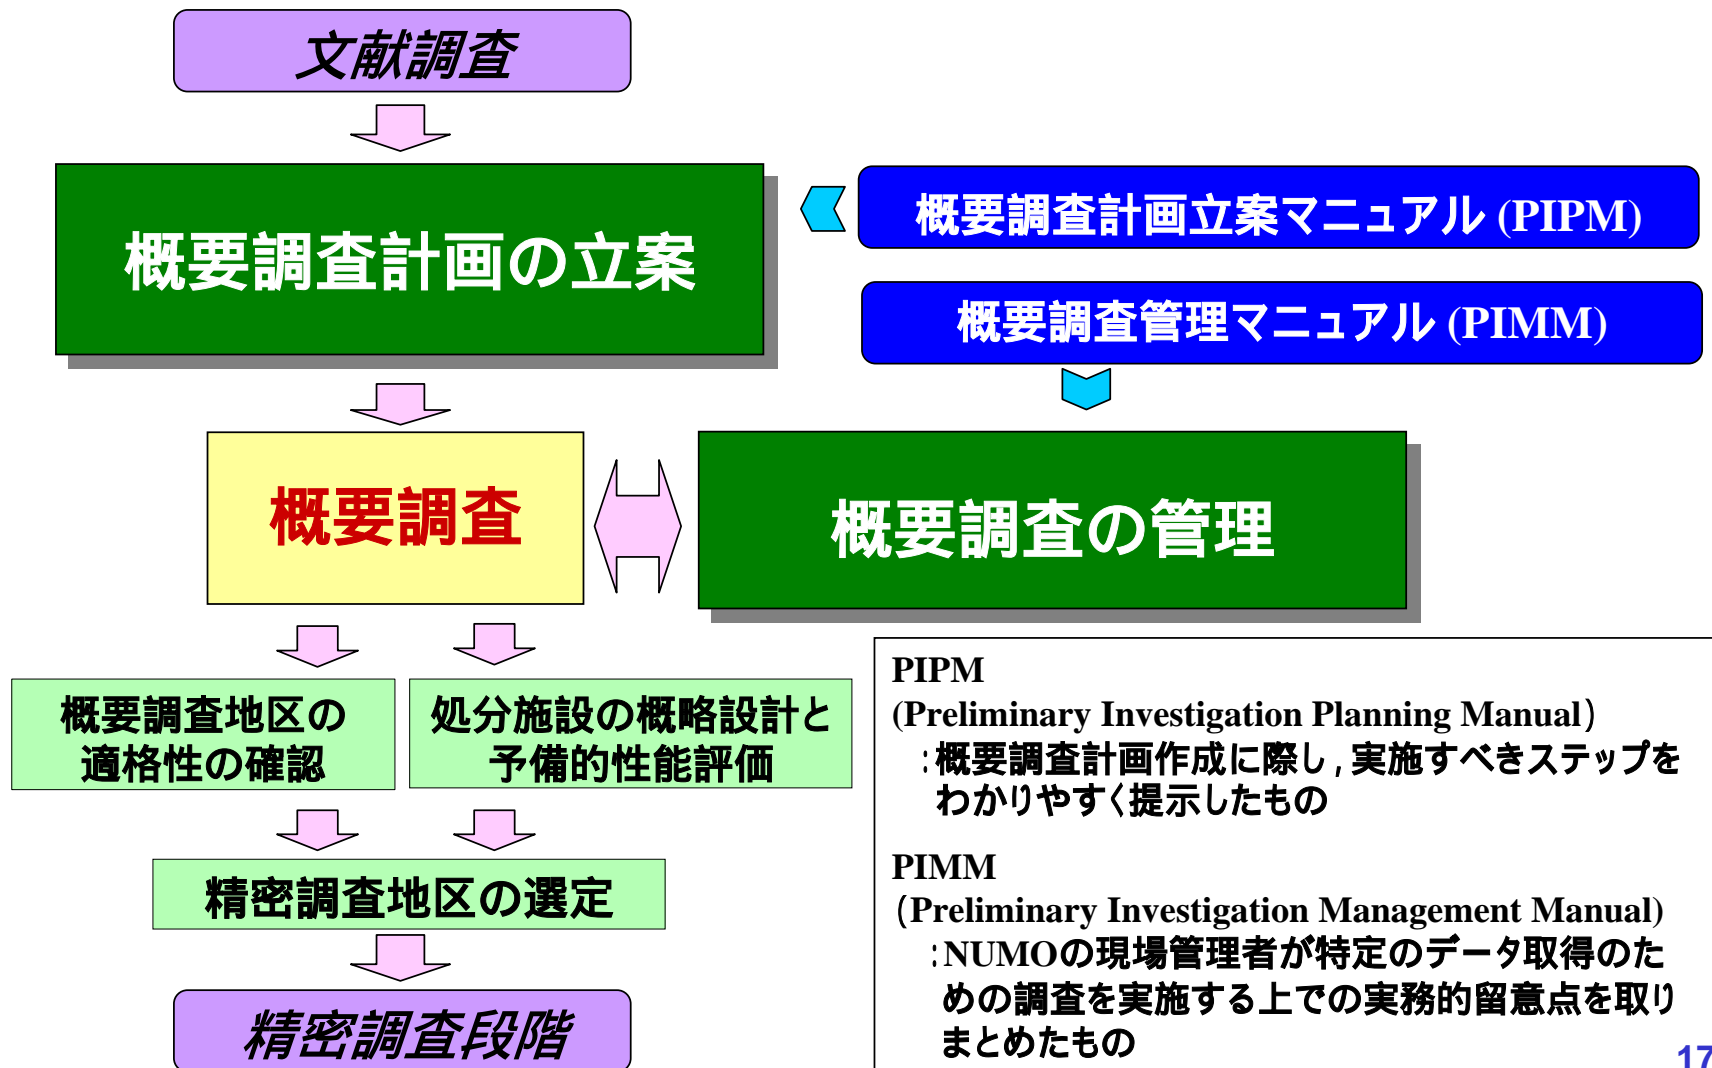 文献調査
概要調査計画の立案
概要調査計画立案マニュアル (PIPM)
概要調査管理マニュアル (PIMM)
概要調査
概要調査の管理
概要調査地区の
適格性の確認
処分施設の概略設計と
予備的性能評価
精密調査地区の選定
精密調査段階
PIPM
(Preliminary Investigation Planning Manual)
:概要調査計画作成に際し,実施すべきステップを
わかりやすく提示したもの
PIMM
(Preliminary Investigation Management Manual)
:NUMOの現場管理者が特定のデータ取得のた
めの調査を実施する上での実務的留意点を取り
まとめたもの
17